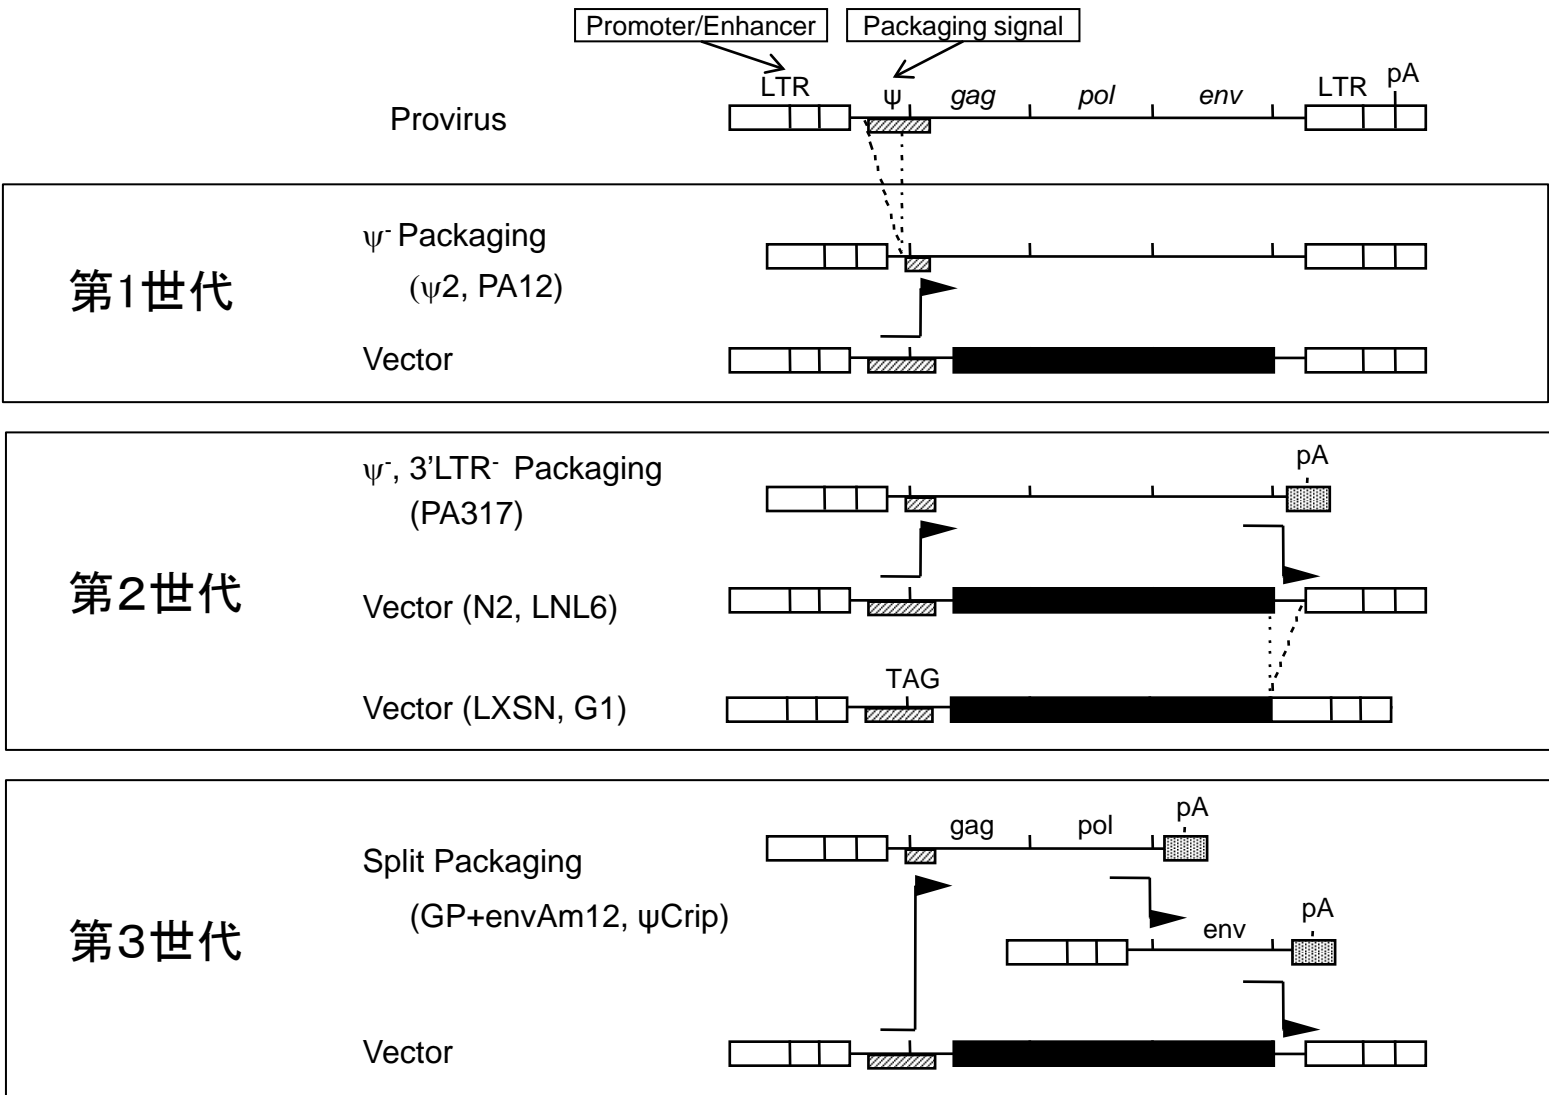 Promoter/Enhancer
Packaging signal
LTR
ψ
gag
pol
env
LTR
pA
Provirus
第1世代
ψ- Packaging
(ψ2, PA12)
Vector
第2世代
ψ-, 3'LTR- Packaging
(PA317)
pA
Vector (N2, LNL6)
TAG
Vector (LXSN, G1)
第3世代
gag
pol
pA
Split Packaging
(GP+envAm12, ψCrip)
env
pA
Vector